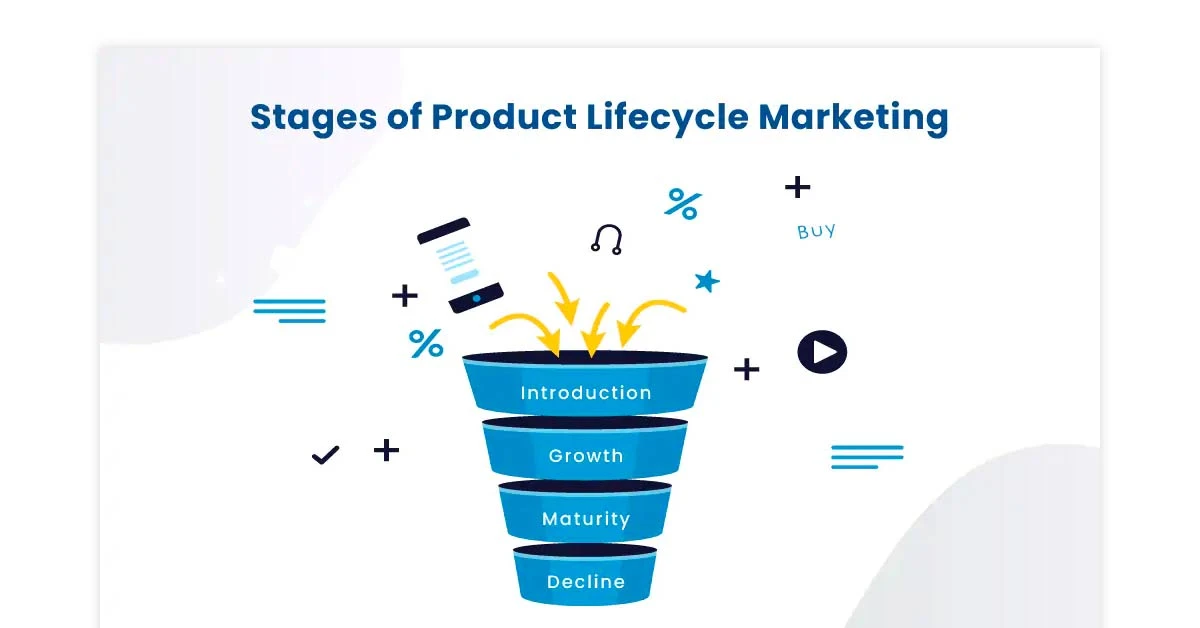 Stages of Product Lifecycle Marketing
%
Buy
%
Introduction
Growth
Maturity
Decline